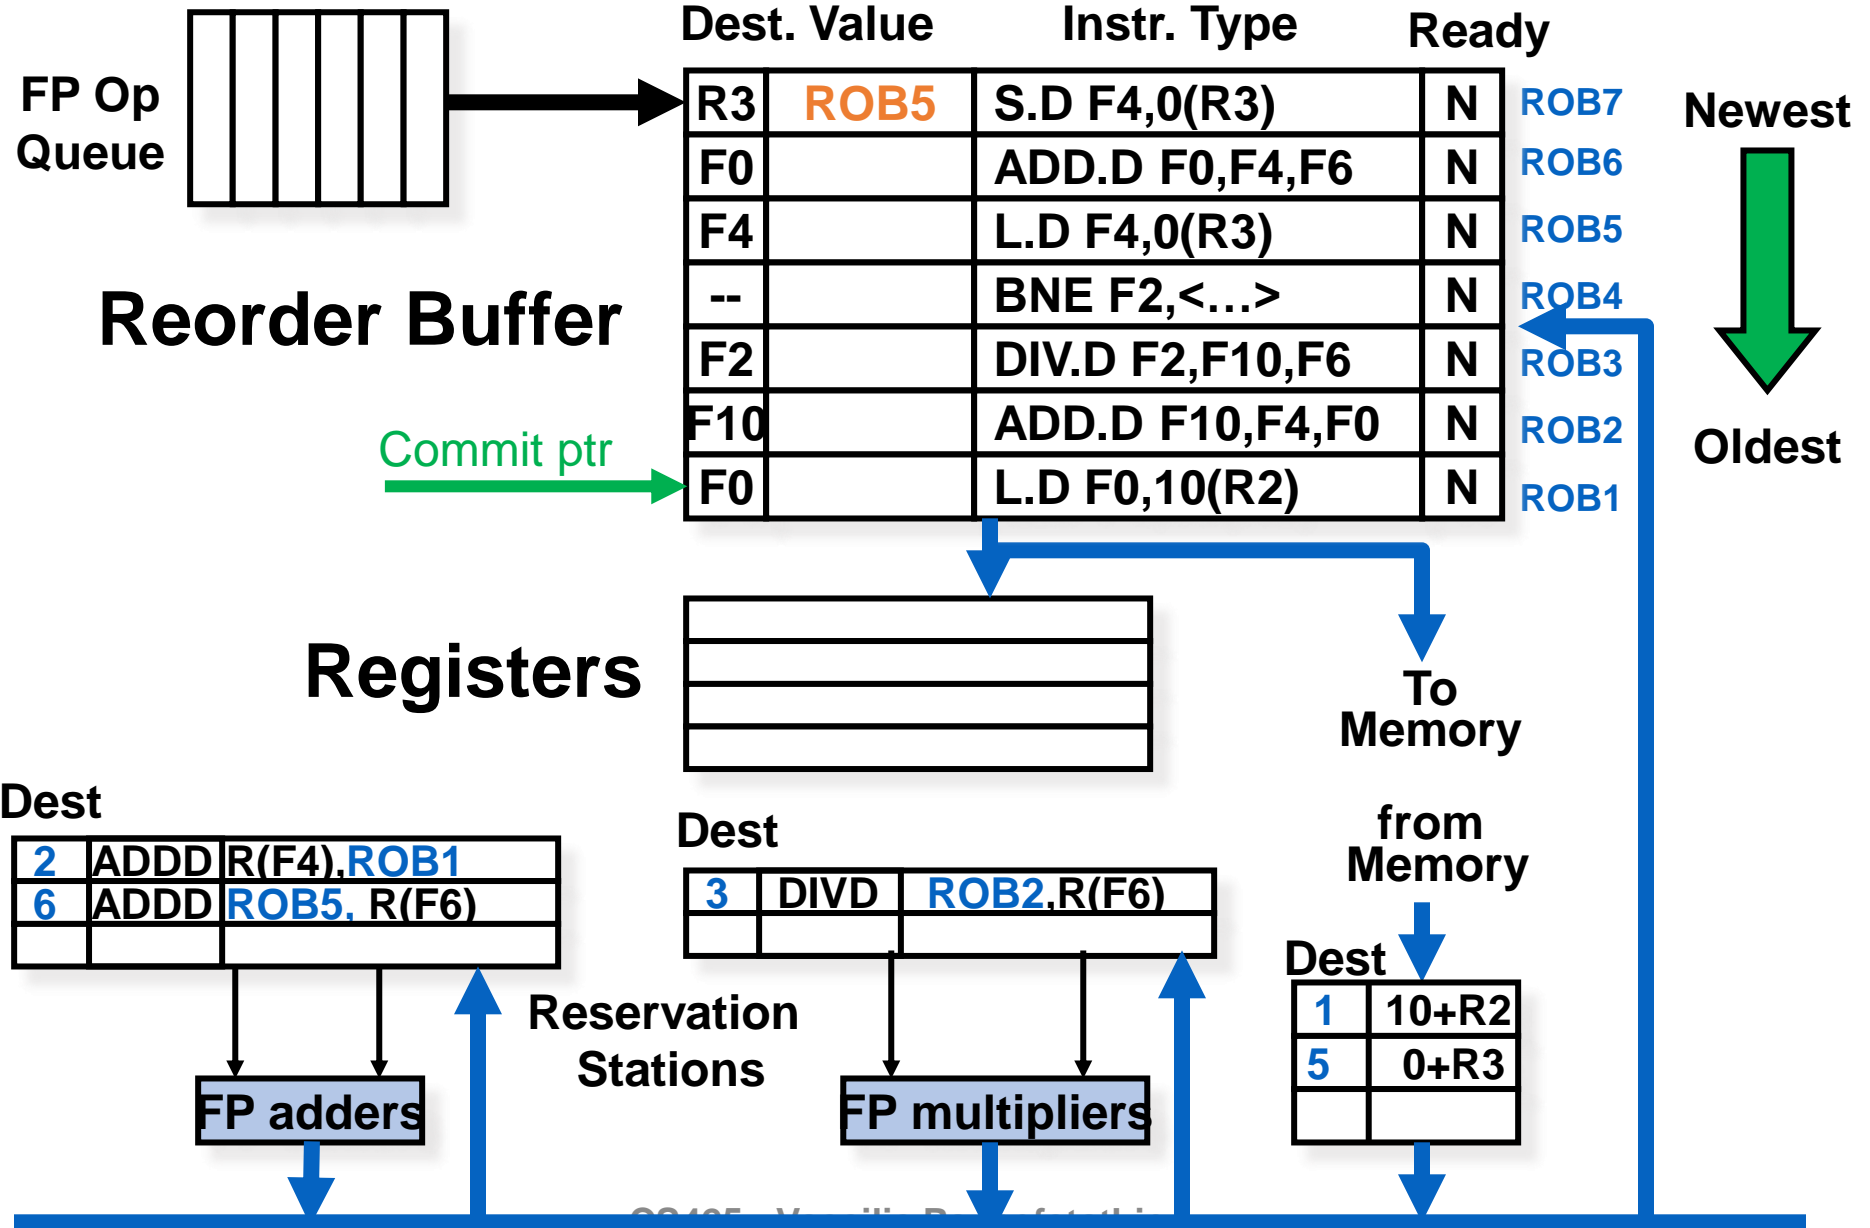 Dest. Value Instr. Type Ready
FP Op
Queue
R3 ROB5 S.D F4,0(R3) N ROB7
F0 ADD.D F0,F4,F6 N ROB6
F4 L.D F4,0(R3) N ROB5
-- BNE F2,<...> N ROB4
F2 DIV.D F2,F10,F6 N ROB3
F10 ADD.D F10,F4,F0 N ROB2
F0 L.D F0,10(R2) N ROB1
Newest
Oldest
Reorder Buffer
Commit ptr
Registers
To
Memory
from
Memory
Dest
2 ADDD R(F4),ROB1
6 ADDD ROB5, R(F6)
Dest
3 DIVD ROB2,R(F6)
Dest
1 10+R2
5 0+R3
Reservation
Stations
FP adders
FP multipliers